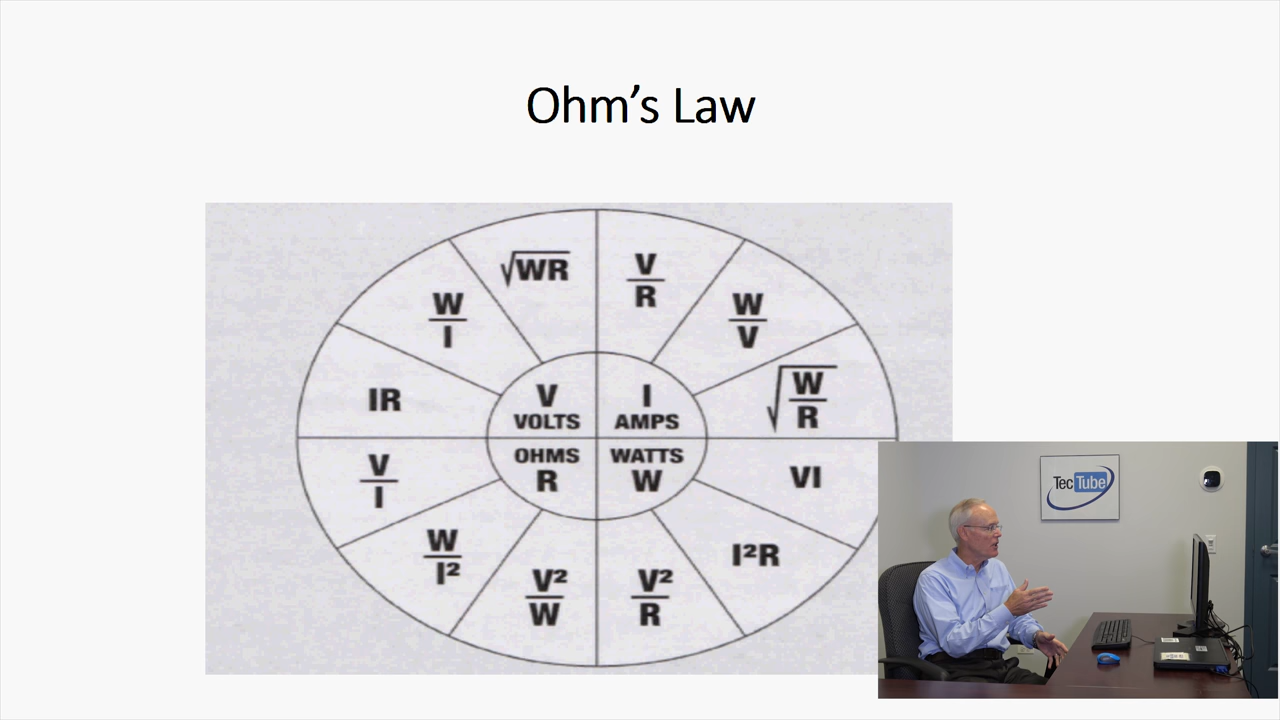 Ohm's Law
√WR
V
R
W
I
W
V
IR
√W
R
V
VOLTS
I
AMPS
OHMS
R
WATTS
W
V
I
VI
W
I²
I²R
V²
W
V²
R
TecTube